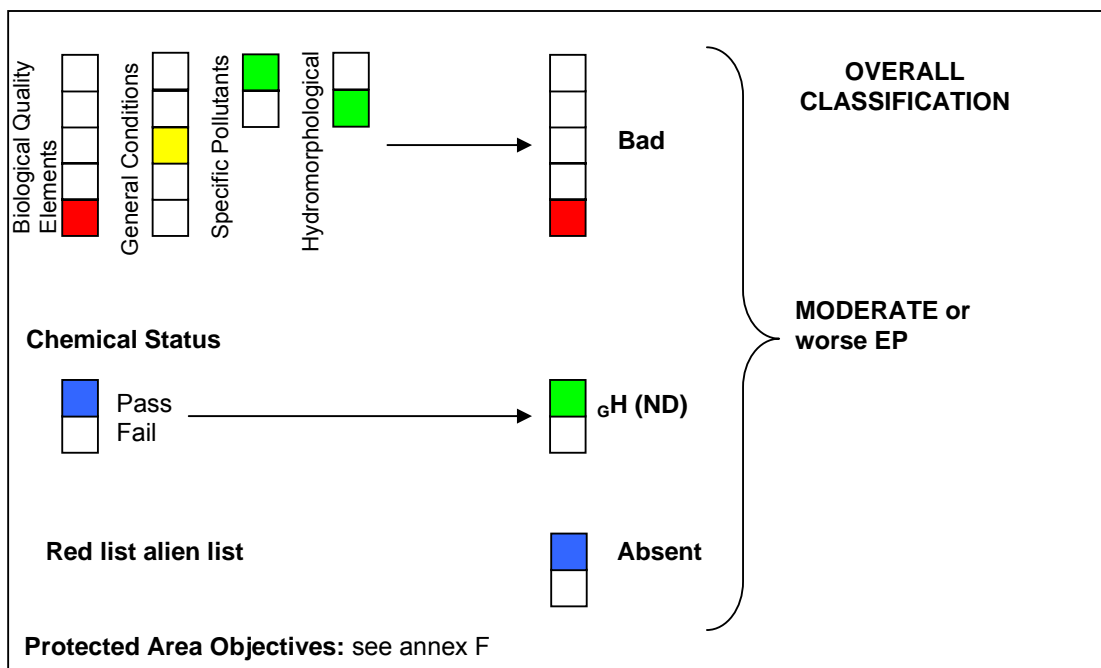 Biological Quality
Elements
General Conditions
Specific Pollutants
Hydromorphological
Bad
OVERALL
CLASSIFICATION
MODERATE or
worse EP
Chemical Status
Pass
Fail
GH (ND)
Red list alien list
Absent
Protected Area Objectives: see annex F